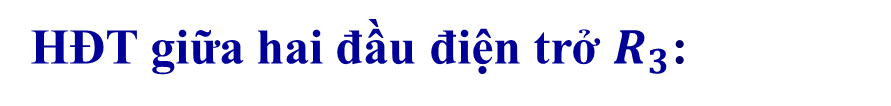 HĐT giữa hai đầu điện trở R₃: